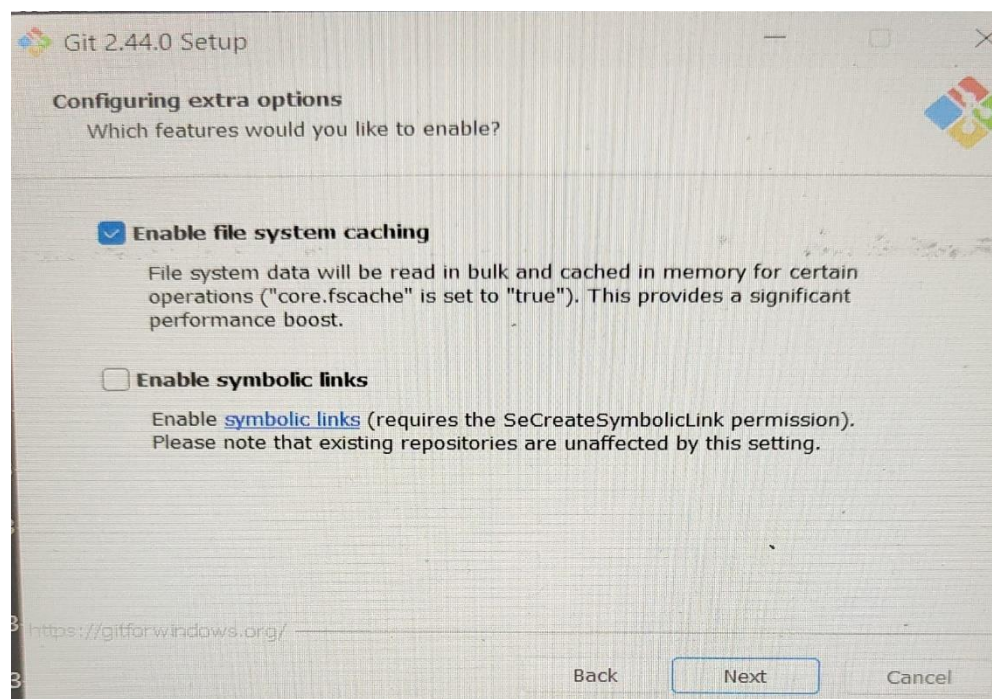 Git 2.44.0 Setup
Configuring extra options
Which features would you like to enable?
Enable file system caching
File system data will be read in bulk and cached in memory for certain
operations ("core.fscache" is set to "true"). This provides a significant
performance boost.
Enable symbolic links
Enable symbolic links (requires the SeCreateSymbolicLink permission).
Please note that existing repositories are unaffected by this setting.
https://gitforwindows.org/
Back Next Cancel